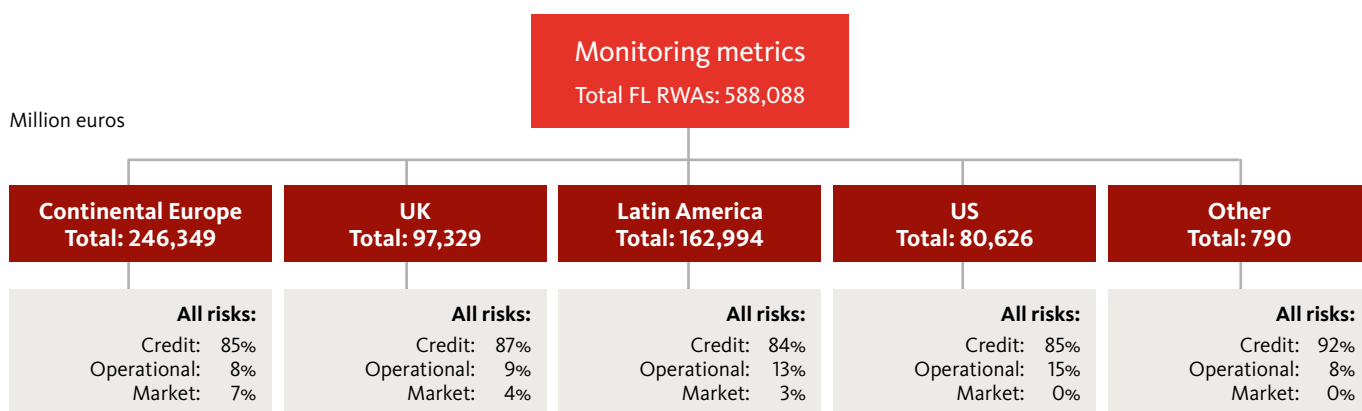 Monitoring metrics
Total FL RWAs: 588,088
Million euros
Continental Europe
Total: 246,349
UK
Total: 97,329
Latin America
Total: 162,994
US
Total: 80,626
Other
Total: 790
All risks:
Credit: 85%
Operational: 8%
Market: 7%
All risks:
Credit: 87%
Operational: 9%
Market: 4%
All risks:
Credit: 84%
Operational: 13%
Market: 3%
All risks:
Credit: 85%
Operational: 15%
Market: 0%
All risks:
Credit: 92%
Operational: 8%
Market: 0%